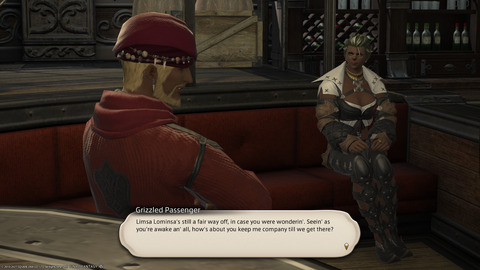 Grizzled Passenger
Limsa Lominsa's still a fair way off, in case you were wonderin'. Seein' as
you're awake an' all, how's about you keep me company till we get there?